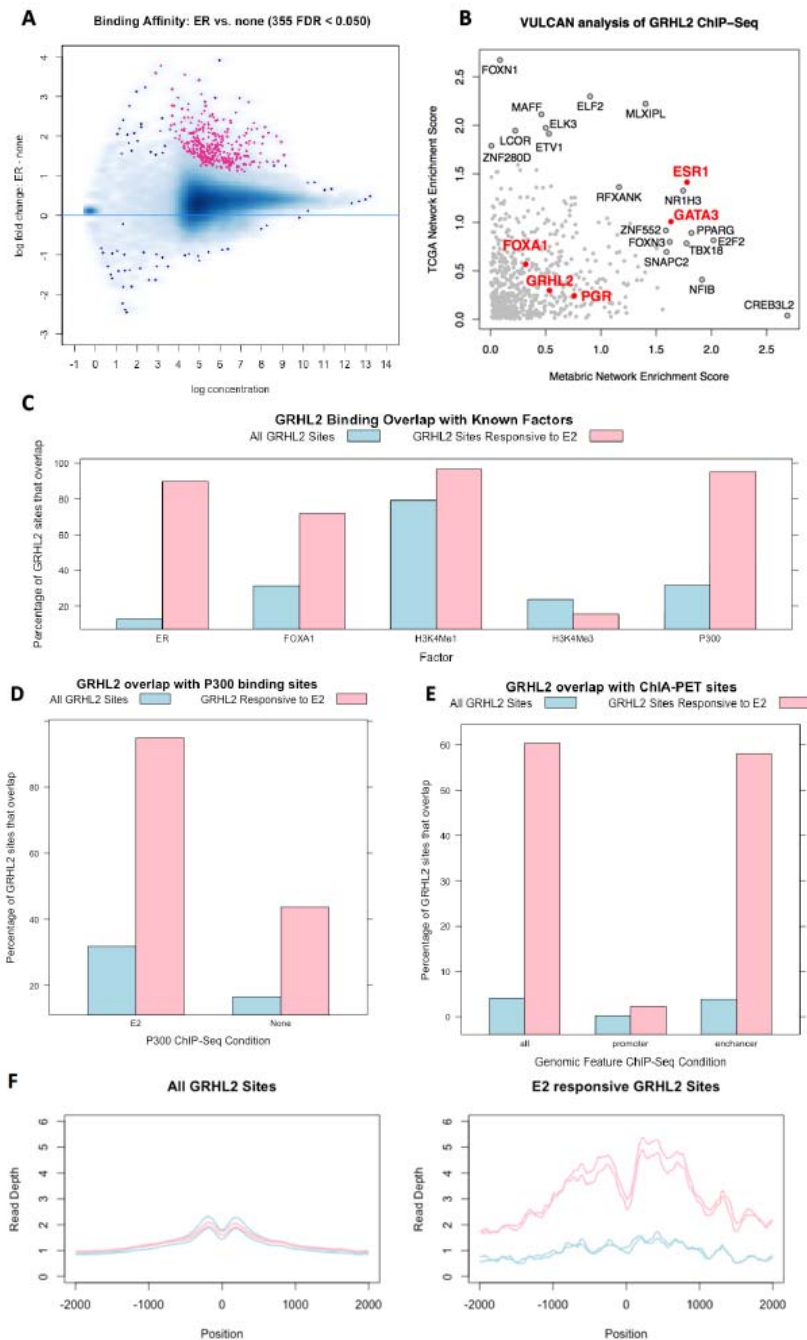 A
Binding Affinity: ER vs. none (355 FDR < 0.050)
log fold change: ER - none
4
3
2
1
0
-1
-2
-3
-1 0 1 2 3 4 5 6 7 8 9 10 11 12 13 14
log concentration
B
VULCAN analysis of GRHL2 ChIP-Seq
TCGA Network Enrichment Score
2.5
2.0
1.5
1.0
0.5
0.0
FOXN1
MAFF
ELF2
MLXIPL
ELK3
LCOR
ETV1
ZNF280D
ESR1
RFXANK
NR1H3
GATA3
ZNF552
PPARG
FOXA1
FOXN3
E2F2
TBX18
SNAPC2
GRHL2
NFIB
PGR
CREB3L2
0.0 0.5 1.0 1.5 2.0 2.5
Metabric Network Enrichment Score
C
GRHL2 Binding Overlap with Known Factors
All GRHL2 Sites GRHL2 Sites Responsive to E2
Percentage of GRHL2 sites that overlap
100
80
60
40
20
ER FOXA1 H3K4Me1 H3K4Me3 P300
Factor
D
GRHL2 overlap with P300 binding sites
All GRHL2 Sites GRHL2 Responsive to E2
Percentage of GRHL2 sites that overlap
80
60
40
20
E2 None
P300 ChIP-Seq Condition
E
GRHL2 overlap with ChIA-PET sites
All GRHL2 Sites GRHL2 Sites Responsive to E2
Percentage of GRHL2 sites that overlap
60
50
40
30
20
10
0
all promoter enchancer
Genomic Feature ChIP-Seq Condition
F
All GRHL2 Sites
Read Depth
6
5
4
3
2
1
0
-2000 -1000 0 1000 2000
Position
E2 responsive GRHL2 Sites
Read Depth
6
5
4
3
2
1
0
-2000 -1000 0 1000 2000
Position